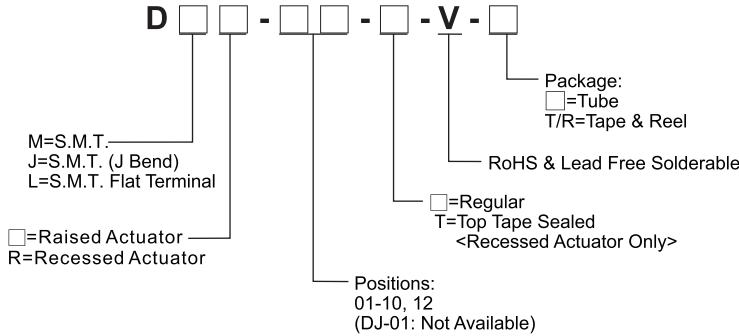 D □ □ - □ □ - □ - V - □
Package:
□=Tube
T/R=Tape & Reel
M=S.M.T.
J=S.M.T. (J Bend)
L=S.M.T. Flat Terminal
RoHS & Lead Free Solderable
□=Regular
T=Top Tape Sealed
<Recessed Actuator Only>
□=Raised Actuator
R=Recessed Actuator
Positions:
01-10, 12
(DJ-01: Not Available)